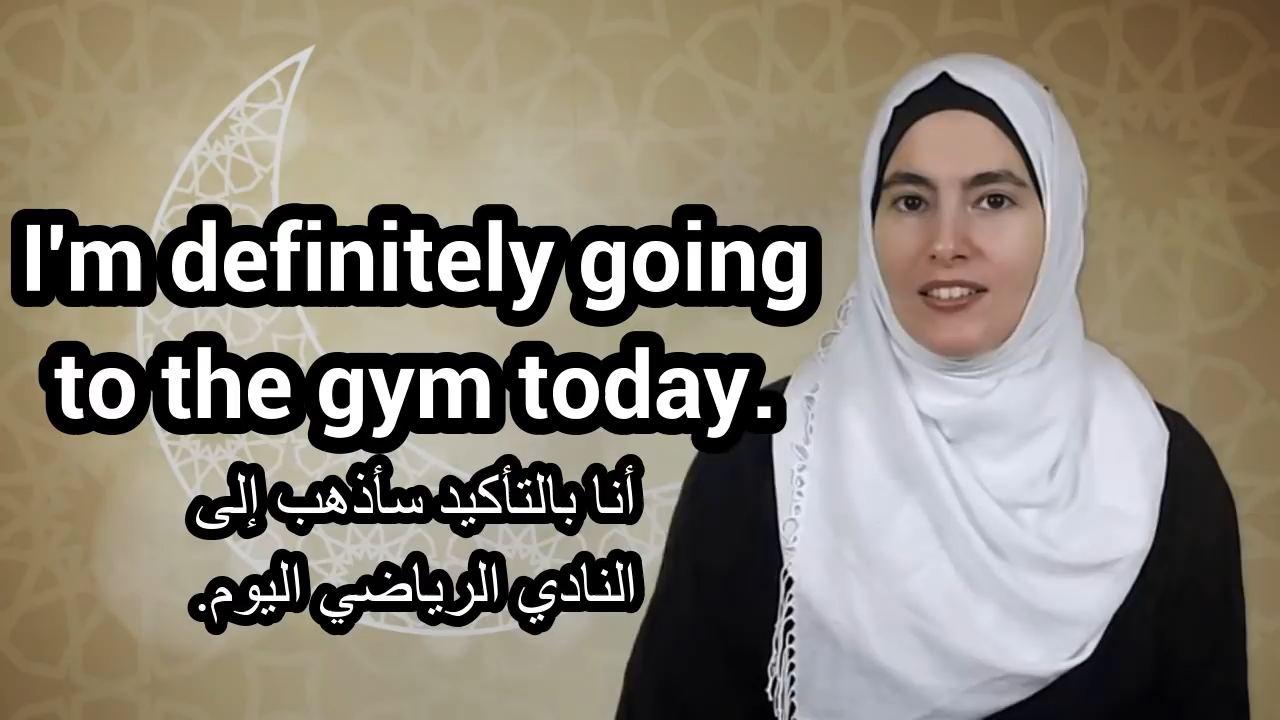 I'm definitely going
to the gym today.
أنا بالتأكيد سأذهب إلى
النادي الرياضي اليوم.